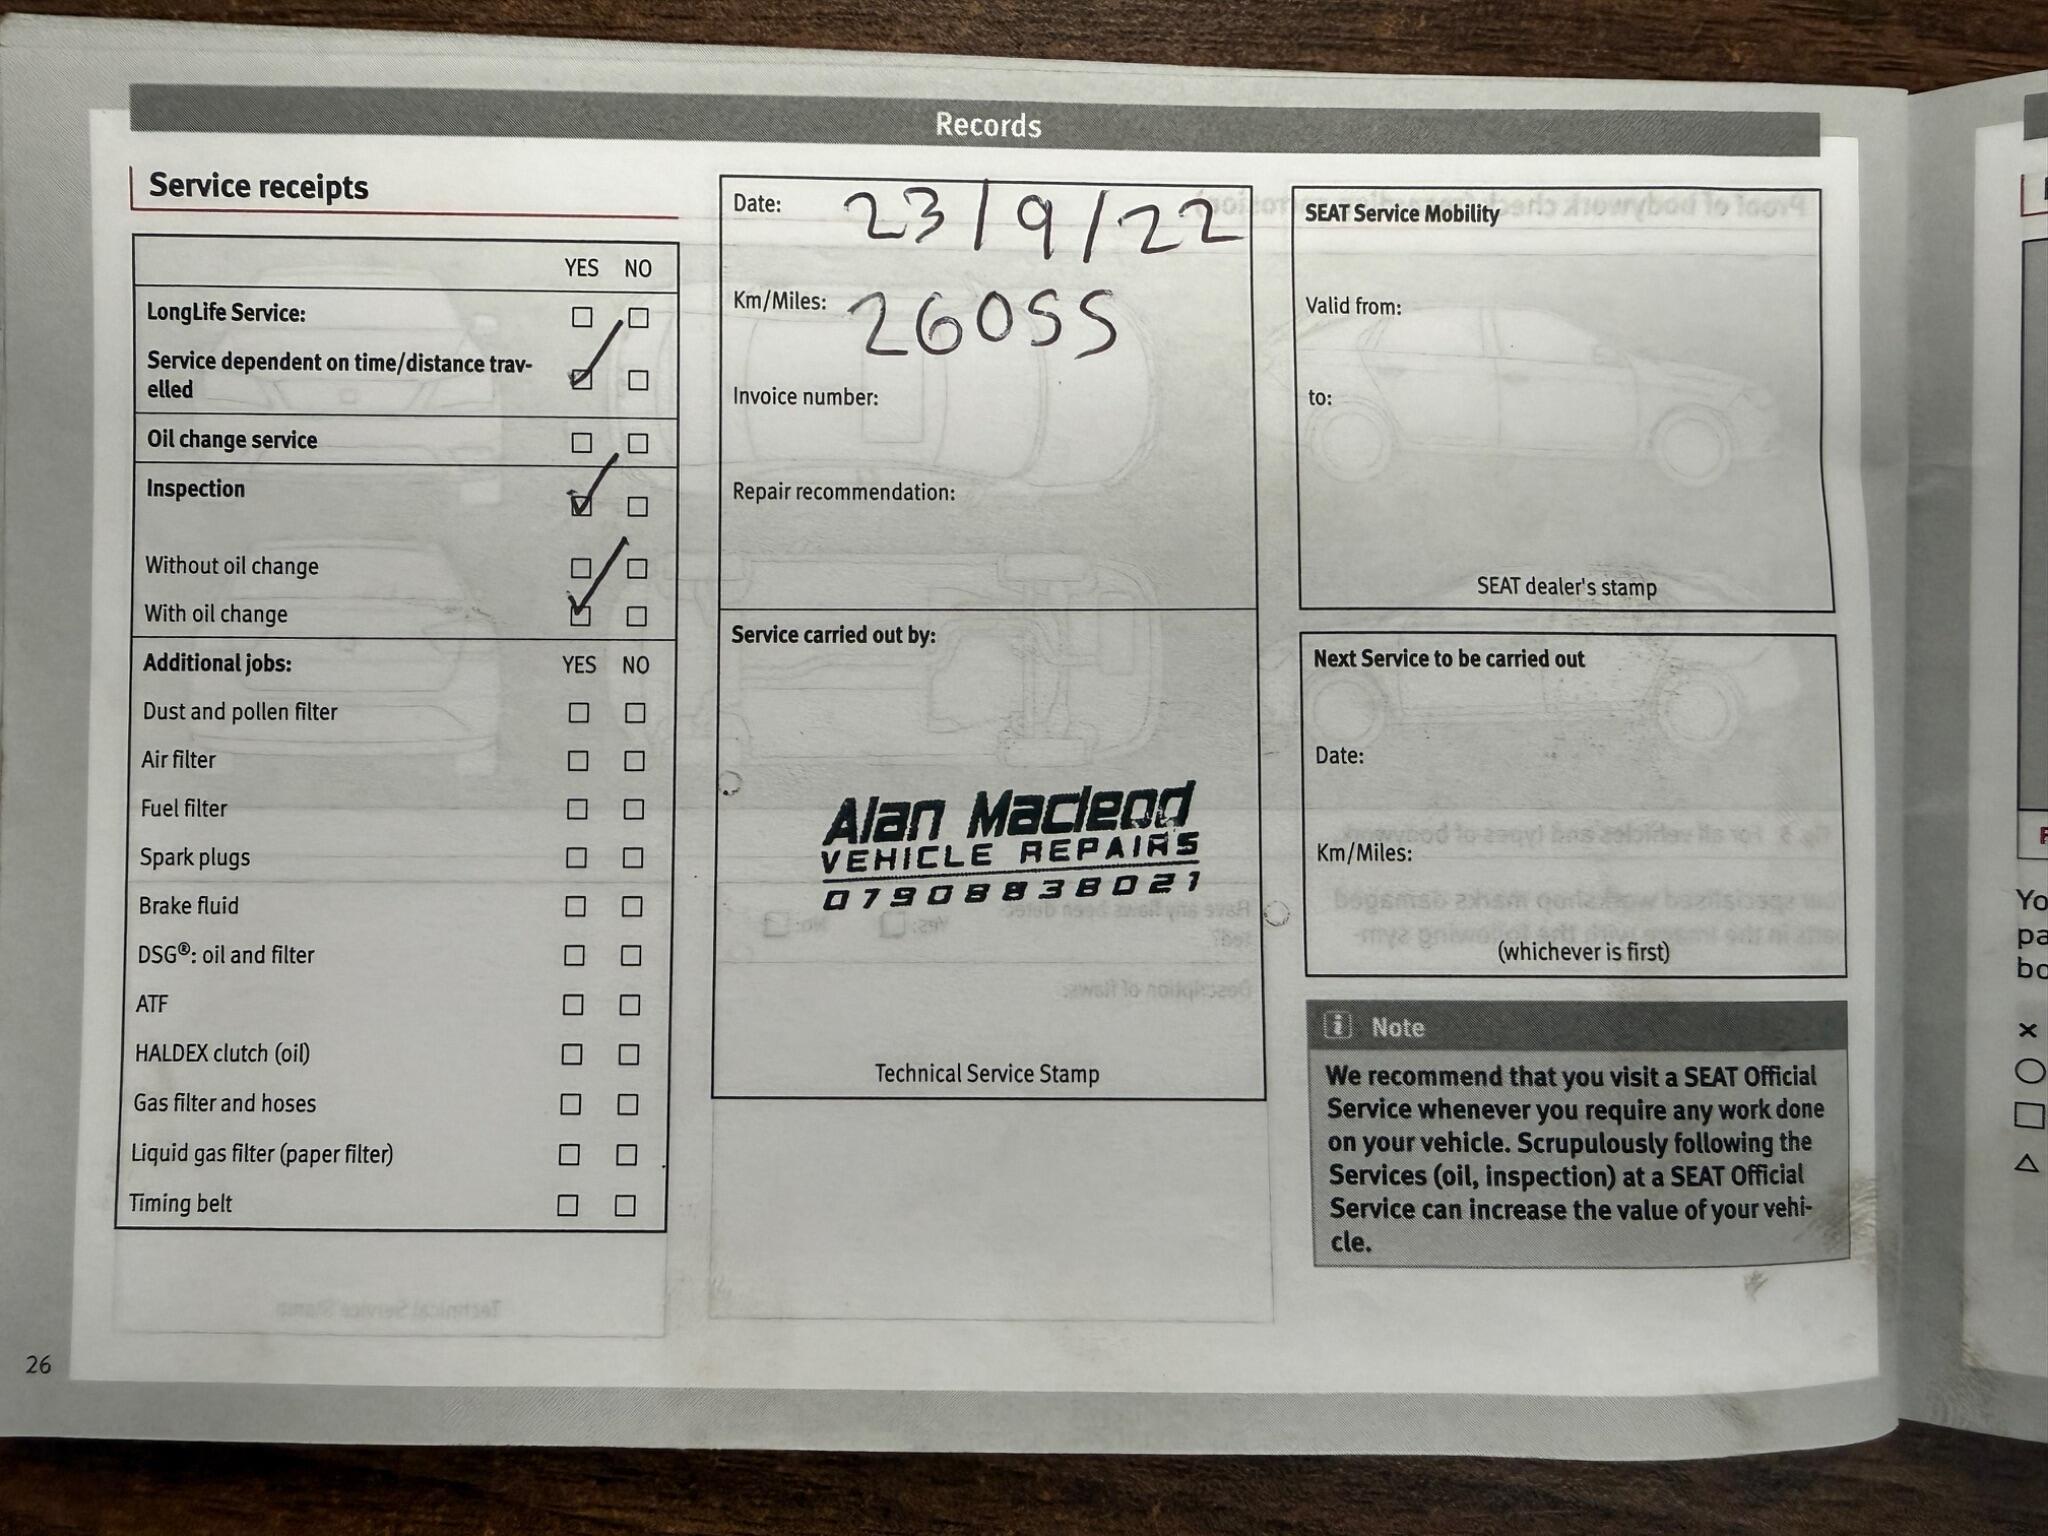 Records
Service receipts
YES NO
LongLife Service:
Service dependent on time/distance trav-
elled
Oil change service
Inspection
Without oil change
With oil change
Additional jobs: YES NO
Dust and pollen filter
Air filter
Fuel filter
Spark plugs
Brake fluid
DSG®: oil and filter
ATF
HALDEX clutch (oil)
Gas filter and hoses
Liquid gas filter (paper filter)
Timing belt
Date: 23/9/22
Km/Miles: 26055
Invoice number:
Repair recommendation:
Service carried out by:
Alan Macleod
VEHICLE REPAIRS
07908838021
Technical Service Stamp
SEAT Service Mobility
Valid from:
to:
SEAT dealer's stamp
Next Service to be carried out
Date:
Km/Miles:
(whichever is first)
i Note
We recommend that you visit a SEAT Official
Service whenever you require any work done
on your vehicle. Scrupulously following the
Services (oil, inspection) at a SEAT Official
Service can increase the value of your vehi-
cle.
26